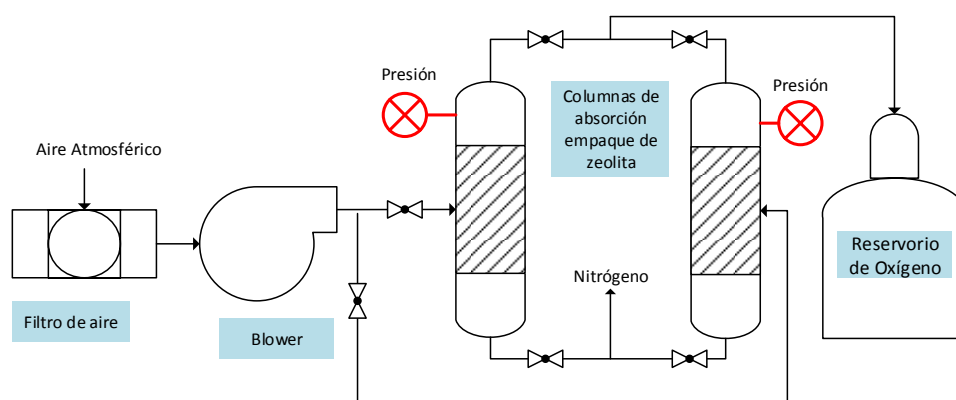 Presión
Columnas de
absorción
empaque de
zeolita
Presión
Aire Atmosférico
Nitrógeno
Reservorio
de Oxígeno
Filtro de aire
Blower